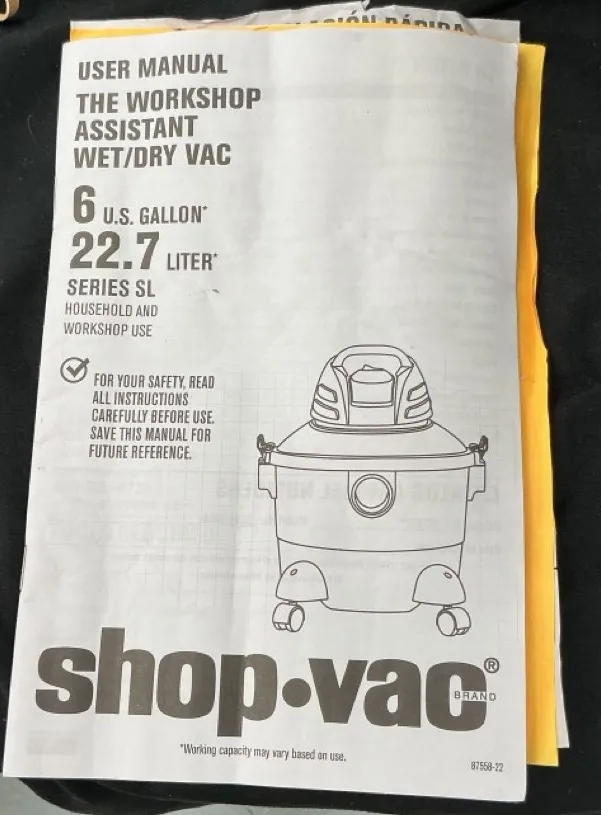 ACIÓN RÁPIDA
USER MANUAL
THE WORKSHOP
ASSISTANT
WET/DRY VAC
6 U.S. GALLON*
22.7 LITER*
SERIES SL
HOUSEHOLD AND
WORKSHOP USE
FOR YOUR SAFETY, READ
ALL INSTRUCTIONS
CAREFULLY BEFORE USE.
SAVE THIS MANUAL FOR
FUTURE REFERENCE.
shop•vac®
BRAND
*Working capacity may vary based on use.
87558-22